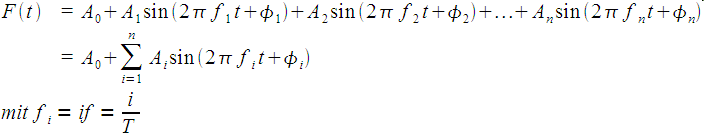 F(t) = A₀ + A₁ sin(2π f₁ t + ϕ₁) + A₂ sin(2π f₂ t + ϕ₂) + … + Aₙ sin(2π fₙ t + ϕₙ)
= A₀ + ∑ᵢ₌₁ⁿ Aᵢ sin(2π fᵢ t + ϕᵢ)
mit fᵢ = if = i/T